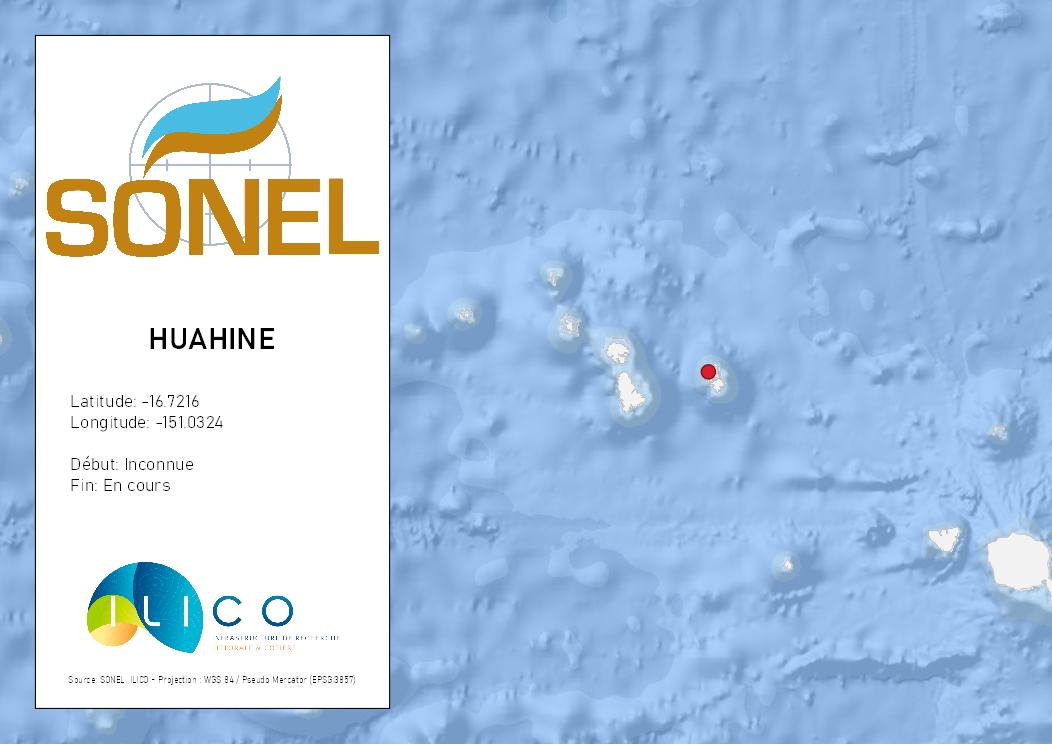 SONEL
HUAHINE
Latitude: -16.7216
Longitude: -151.0324
Début: Inconnue
Fin: En cours
ILICO
INFRASTRUCTURE DE RECHERCHE
LITTORALE & COTIERE
Source: SONEL, ILICO - Projection : WGS 84 / Pseudo Mercator (EPSG:3857)